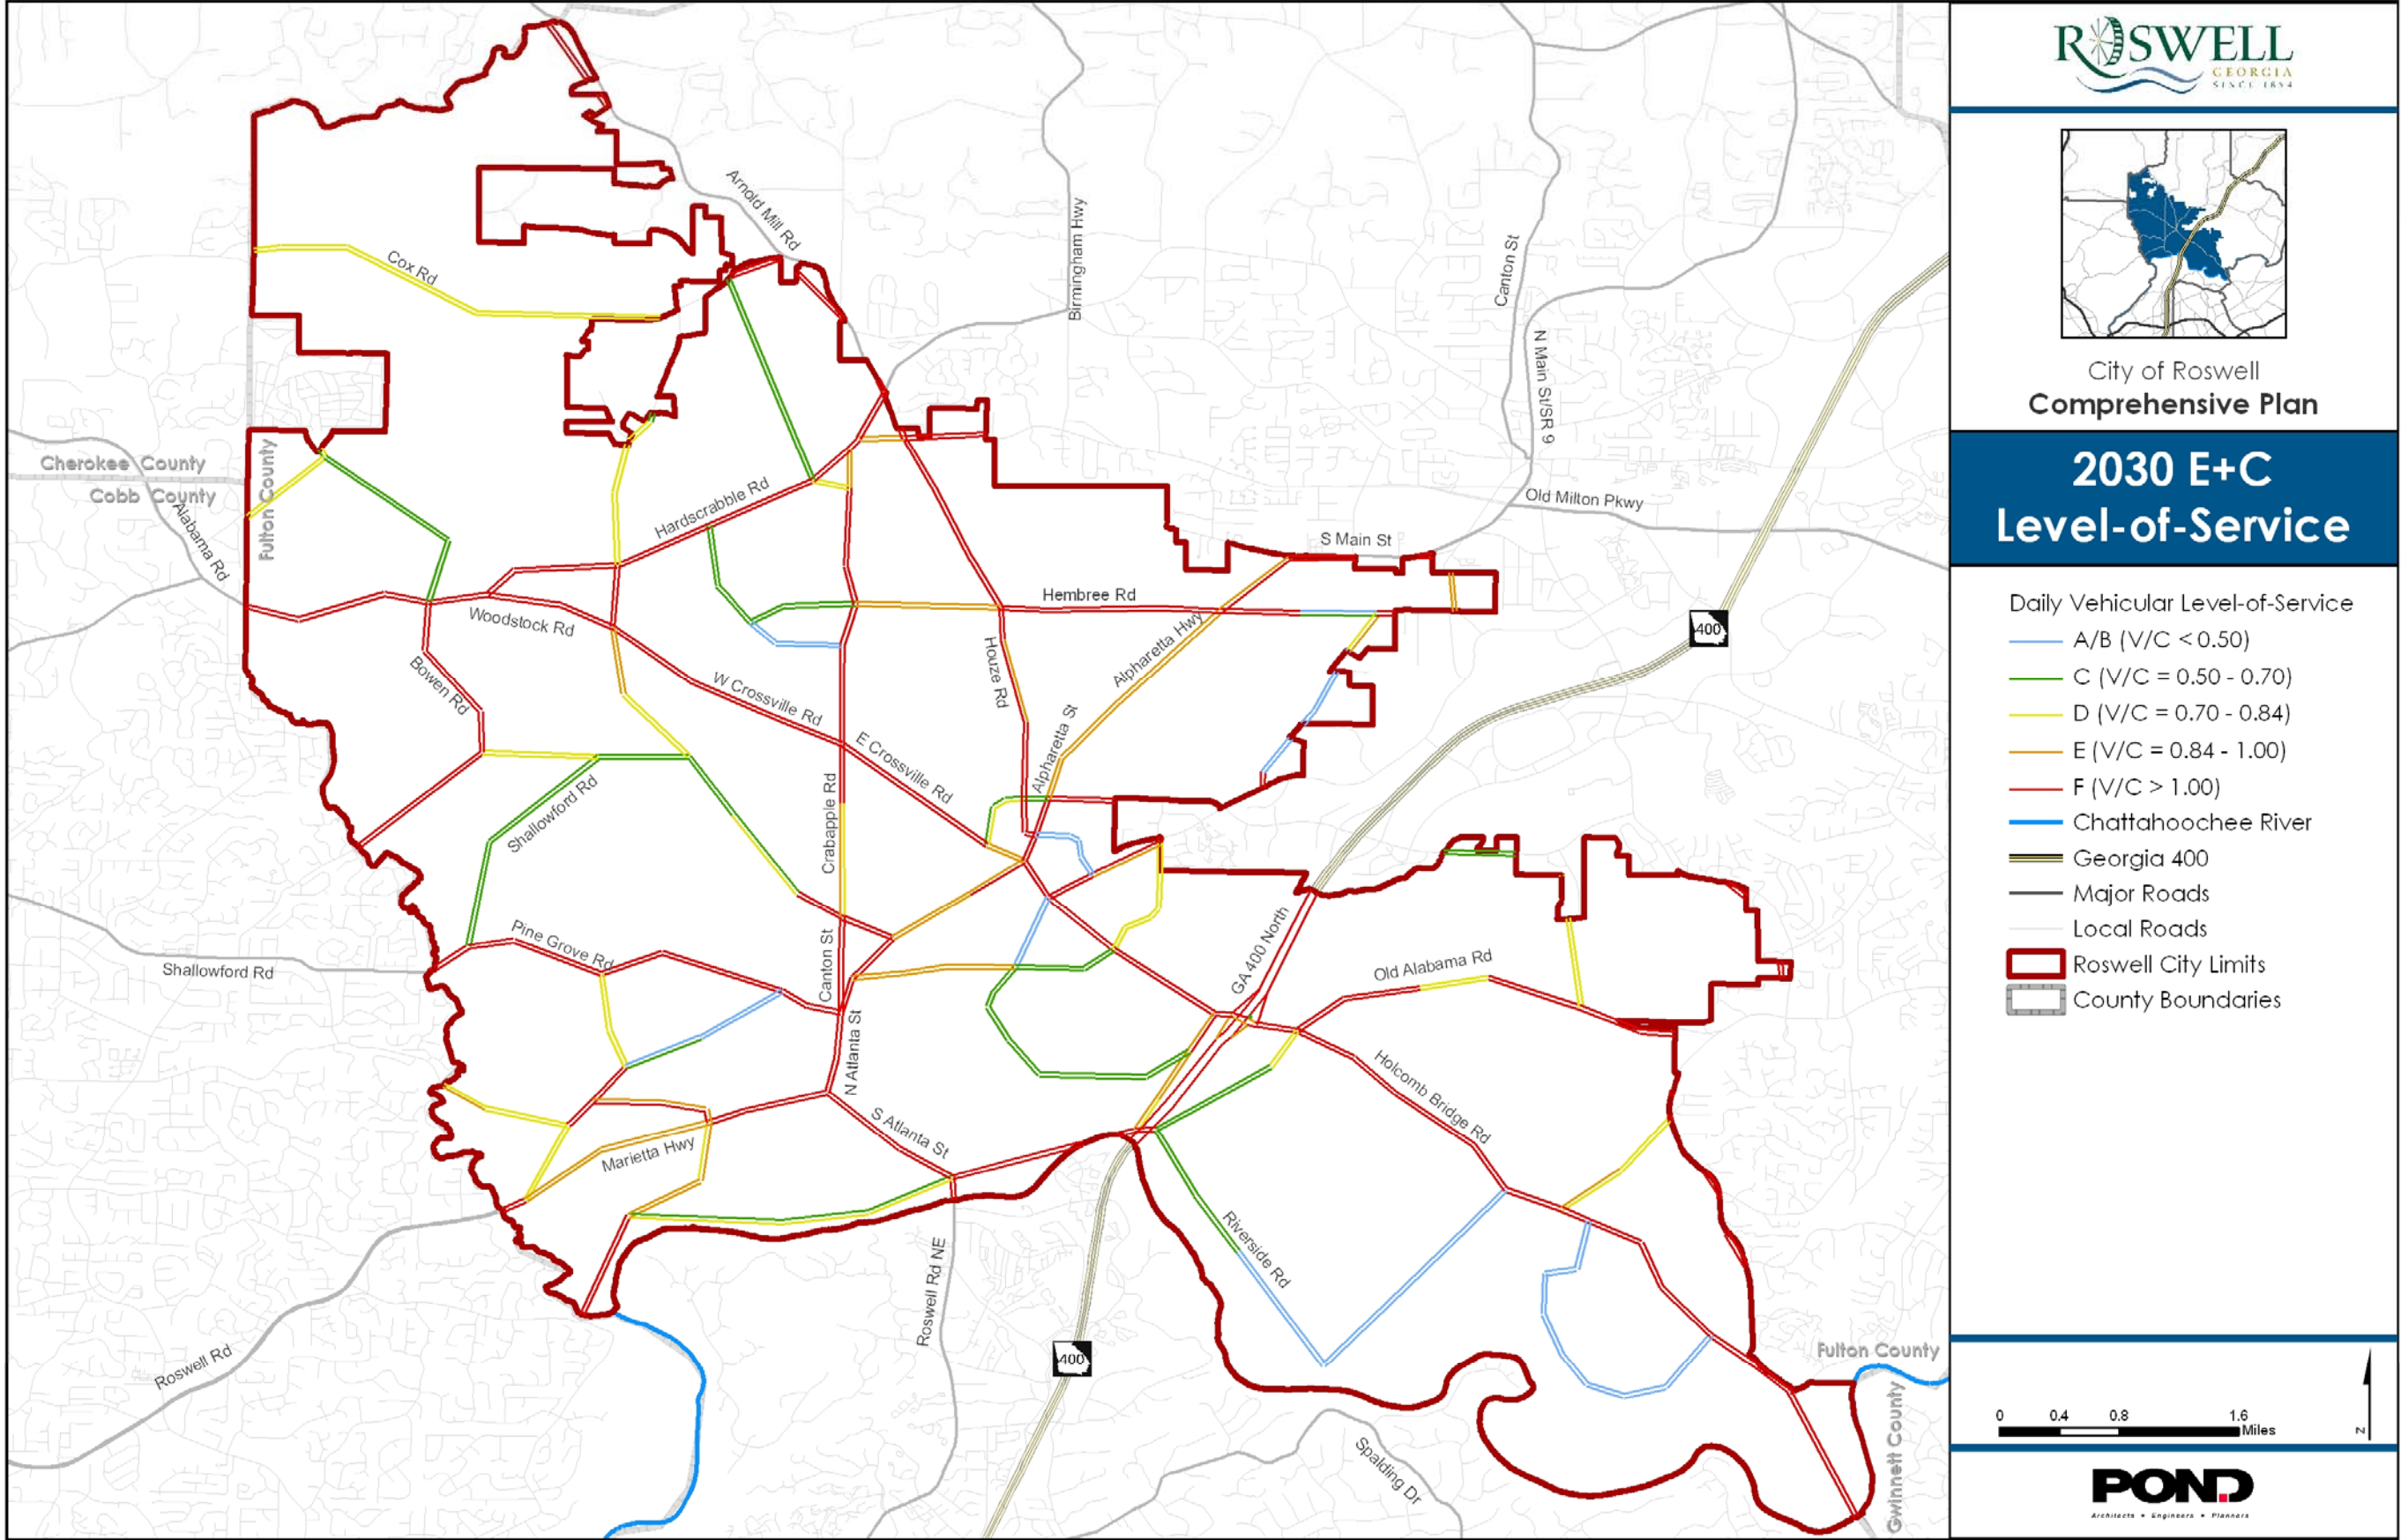 ROSWELL
GEORGIA
SINCE 1854
City of Roswell
Comprehensive Plan
2030 E+C
Level-of-Service
Daily Vehicular Level-of-Service
A/B (V/C < 0.50)
C (V/C = 0.50 - 0.70)
D (V/C = 0.70 - 0.84)
E (V/C = 0.84 - 1.00)
F (V/C > 1.00)
Chattahoochee River
Georgia 400
Major Roads
Local Roads
Roswell City Limits
County Boundaries
0 0.4 0.8 1.6
Miles
N
POND
Architects • Engineers • Planners
Arnold Mill Rd
Cox Rd
Birmingham Hwy
Canton St
N Main St/SR 9
Cherokee County
Cobb County
Fulton County
Alabama Rd
Hardscrabble Rd
Old Milton Pkwy
S Main St
Hembree Rd
Woodstock Rd
400
Houze Rd
Alpharetta Hwy
Bowen Rd
W Crossville Rd
Alpharetta St
E Crossville Rd
Crabapple Rd
Shallowford Rd
Pine Grove Rd
Canton St
GA 400 North
Old Alabama Rd
Shallowford Rd
N Atlanta St
Holcomb Bridge Rd
S Atlanta St
Marietta Hwy
Riverside Rd
Roswell Rd NE
400
Roswell Rd
Fulton County
Gwinnett County
Spalding Dr